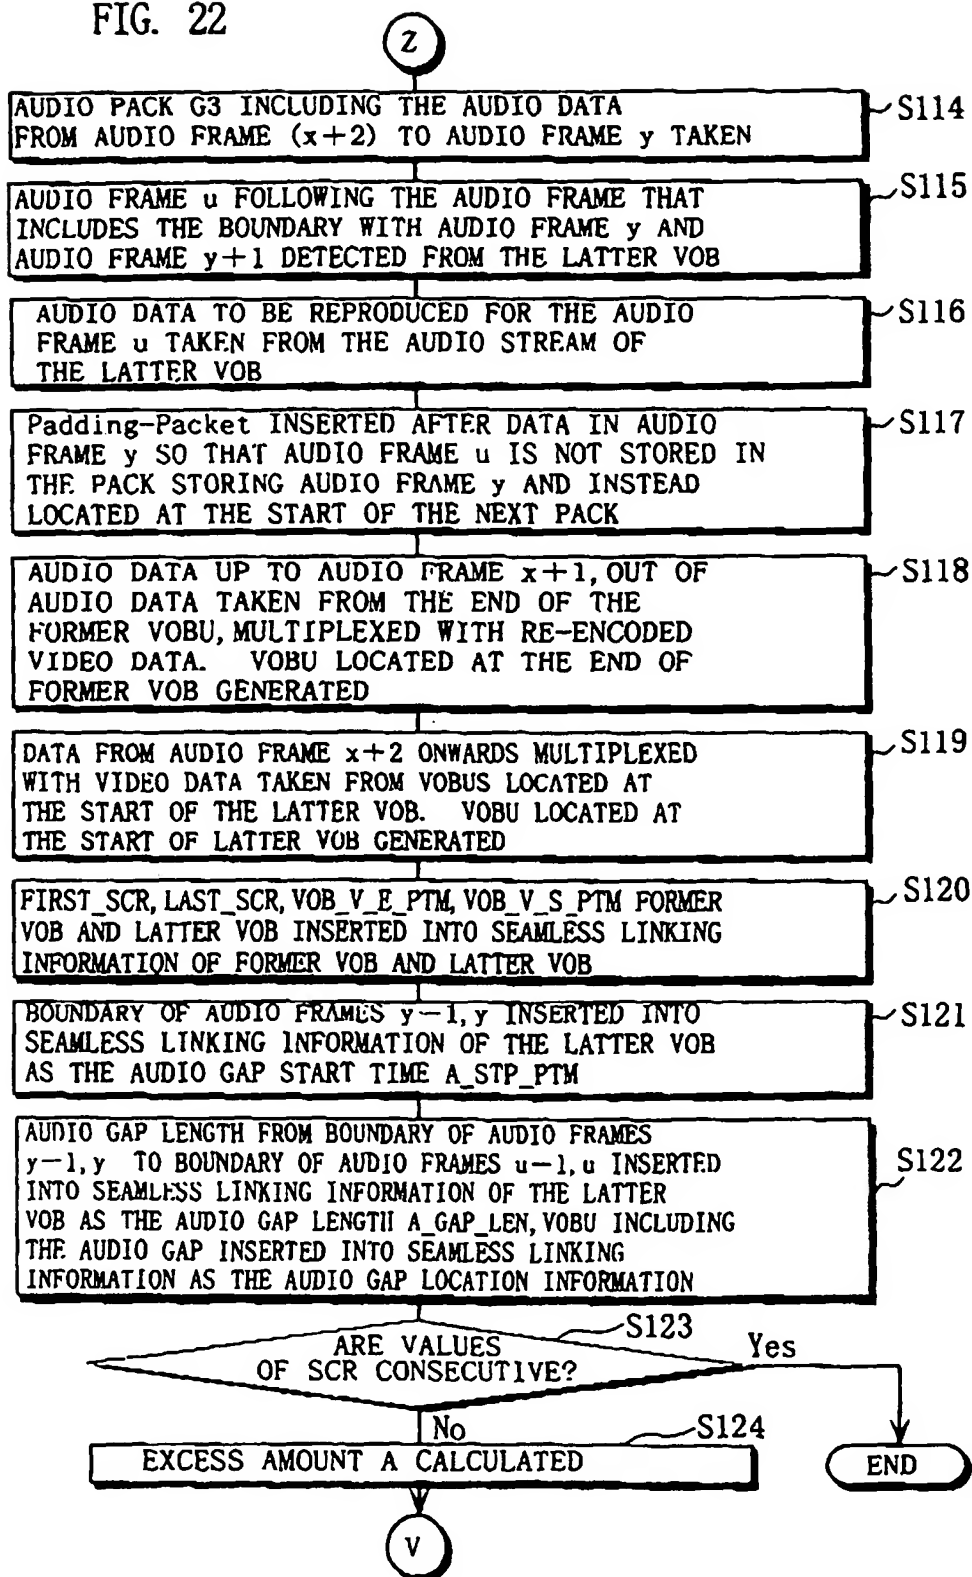 FIG. 22
Z
AUDIO PACK G3 INCLUDING THE AUDIO DATA
FROM AUDIO FRAME (x+2) TO AUDIO FRAME y TAKEN
S114
AUDIO FRAME u FOLLOWING THE AUDIO FRAME THAT
INCLUDES THE BOUNDARY WITH AUDIO FRAME y AND
AUDIO FRAME y+1 DETECTED FROM THE LATTER VOB
S115
AUDIO DATA TO BE REPRODUCED FOR THE AUDIO
FRAME u TAKEN FROM THE AUDIO STREAM OF
THE LATTER VOB
S116
Padding-Packet INSERTED AFTER DATA IN AUDIO
FRAME y SO THAT AUDIO FRAME u IS NOT STORED IN
THE PACK STORING AUDIO FRAME y AND INSTEAD
LOCATED AT THE START OF THE NEXT PACK
S117
AUDIO DATA UP TO AUDIO FRAME x+1, OUT OF
AUDIO DATA TAKEN FROM THE END OF THE
FORMER VOBU, MULTIPLEXED WITH RE-ENCODED
VIDEO DATA. VOBU LOCATED AT THE END OF
FORMER VOB GENERATED
S118
DATA FROM AUDIO FRAME x+2 ONWARDS MULTIPLEXED
WITH VIDEO DATA TAKEN FROM VOBUS LOCATED AT
THE START OF THE LATTER VOB. VOBU LOCATED AT
THE START OF LATTER VOB GENERATED
S119
FIRST_SCR, LAST_SCR, VOB_V_E_PTM, VOB_V_S_PTM FORMER
VOB AND LATTER VOB INSERTED INTO SEAMLESS LINKING
INFORMATION OF FORMER VOB AND LATTER VOB
S120
BOUNDARY OF AUDIO FRAMES y-1, y INSERTED INTO
SEAMLESS LINKING INFORMATION OF THE LATTER VOB
AS THE AUDIO GAP START TIME A_STP_PTM
S121
AUDIO GAP LENGTH FROM BOUNDARY OF AUDIO FRAMES
y-1, y TO BOUNDARY OF AUDIO FRAMES u-1, u INSERTED
INTO SEAMLESS LINKING INFORMATION OF THE LATTER
VOB AS THE AUDIO GAP LENGTH A_GAP_LEN, VOBU INCLUDING
THE AUDIO GAP INSERTED INTO SEAMLESS LINKING
INFORMATION AS THE AUDIO GAP LOCATION INFORMATION
S122
ARE VALUES
OF SCR CONSECUTIVE?
S123
Yes
No
EXCESS AMOUNT A CALCULATED
S124
END
V